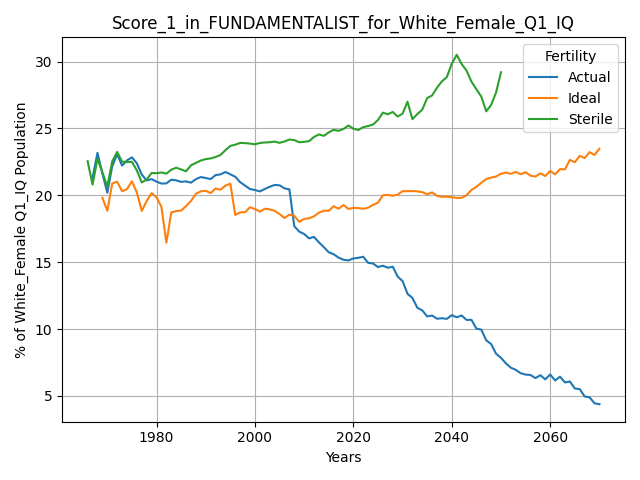 Score_1_in_FUNDAMENTALIST_for_White_Female_Q1_IQ
% of White_Female Q1_IQ Population
30
25
20
15
10
5
1980
2000
2020
2040
2060
Years
Fertility
Actual
Ideal
Sterile